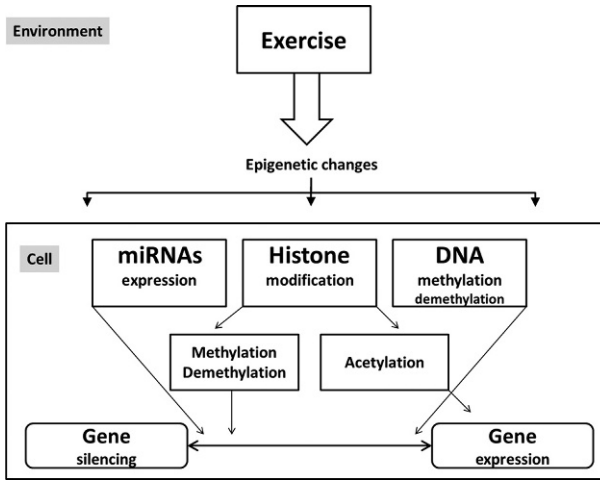 Environment
Exercise
Epigenetic changes
Cell
miRNAs
expression
Histone
modification
DNA
methylation
demethylation
Methylation
Demethylation
Acetylation
Gene
silencing
Gene
expression